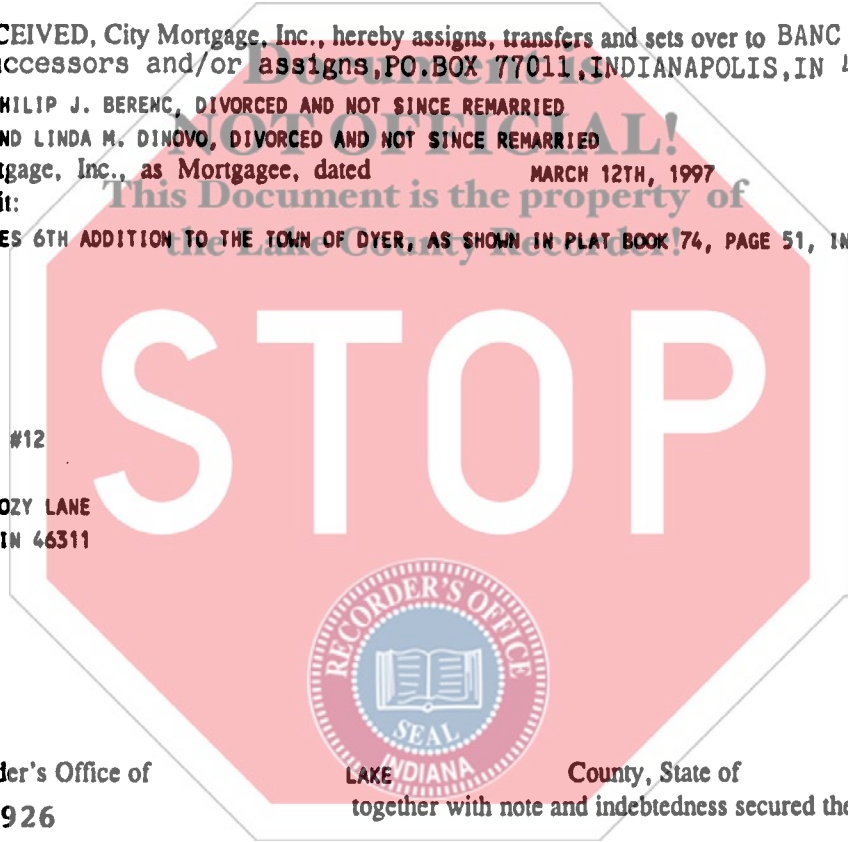 CEIVED, City Mortgage, Inc., hereby assigns, transfers and sets over to BANC
ccessors and/or assigns,PO.BOX 77011,INDIANAPOLIS,IN 4
Document is
HILIP J. BERENC, DIVORCED AND NOT SINCE REMARRIED
ND LINDA M. DINOVO, DIVORCED AND NOT SINCE REMARRIED
NOT OFFICIAL!
tgage, Inc., as Mortgagee, dated MARCH 12TH, 1997
This Document is the property of
it:
ES 6TH ADDITION TO THE TOWN OF DYER, AS SHOWN IN PLAT BOOK 74, PAGE 51, IN
the Lake County Recorder!
STOP
#12
OZY LANE
IN 46311
RECORDER'S OFFICE
SEAL
INDIANA
der's Office of LAKE County, State of
926 together with note and indebtedness secured the